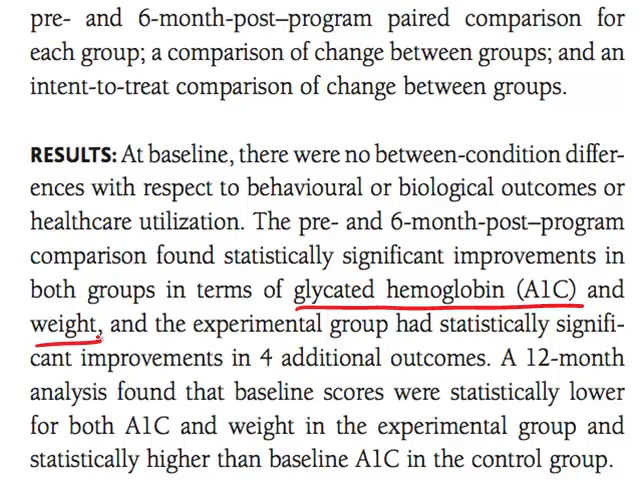 pre- and 6-month-post–program paired comparison for
each group; a comparison of change between groups; and an
intent-to-treat comparison of change between groups.
RESULTS: At baseline, there were no between-condition differ-
ences with respect to behavioural or biological outcomes or
healthcare utilization. The pre- and 6-month-post–program
comparison found statistically significant improvements in
both groups in terms of glycated hemoglobin (A1C) and
weight, and the experimental group had statistically signifi-
cant improvements in 4 additional outcomes. A 12-month
analysis found that baseline scores were statistically lower
for both A1C and weight in the experimental group and
statistically higher than baseline A1C in the control group.